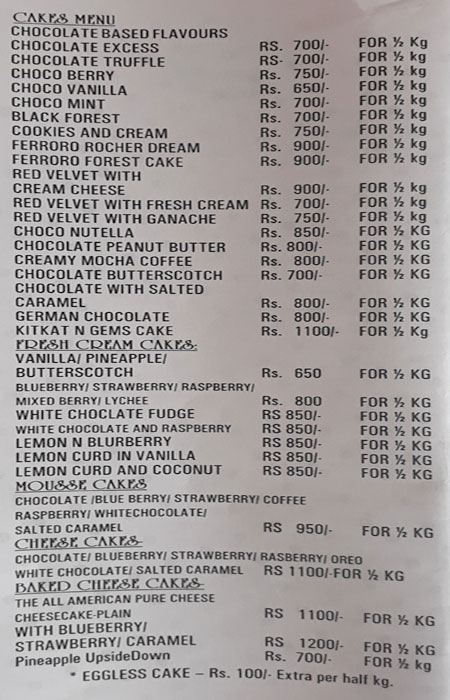 CAKES MENU
CHOCOLATE BASED FLAVOURS
CHOCOLATE EXCESS RS. 700/- FOR ½ Kg
CHOCOLATE TRUFFLE RS- 700/- FOR ½ kg
CHOCO BERRY Rs. 750/- FOR ½ kg
CHOCO VANILLA Rs. 650/- FOR ½ kg
CHOCO MINT Rs. 700/- FOR ½ kg
BLACK FOREST Rs. 700/- FOR ½ kg
COOKIES AND CREAM Rs. 750/- FOR ½ kg
FERRORO ROCHER DREAM Rs. 900/- FOR ½ kg
FERRORO FOREST CAKE Rs. 900/- FOR ½ kg
RED VELVET WITH
CREAM CHEESE Rs. 900/- FOR ½ kg
RED VELVET WITH FRESH CREAM Rs. 700/- FOR ½ kg
RED VELVET WITH GANACHE Rs. 750/- FOR ½ kg
CHOCO NUTELLA Rs. 850/- FOR ½ KG
CHOCOLATE PEANUT BUTTER Rs. 800/- FOR ½ KG
CREAMY MOCHA COFFEE Rs. 800/- FOR ½ KG
CHOCOLATE BUTTERSCOTCH Rs. 700/- FOR ½ KG
CHOCOLATE WITH SALTED
CARAMEL Rs. 800/- FOR ½ KG
GERMAN CHOCOLATE Rs. 800/- FOR ½ KG
KITKAT N GEMS CAKE Rs. 1100/- FOR ½ Kg
FRESH CREAM CAKES:
VANILLA/ PINEAPPLE/
BUTTERSCOTCH Rs. 650 FOR ½ KG
BLUEBERRY/ STRAWBERRY/ RASPBERRY/
MIXED BERRY/ LYCHEE Rs. 800 FOR ½ KG
WHITE CHOCLATE FUDGE RS 850/- FOR ½ KG
WHITE CHOCOLATE AND RASPBERRY RS 850/- FOR ½ KG
LEMON N BLURBERRY RS 850/- FOR ½ KG
LEMON CURD IN VANILLA RS 850/- FOR ½ KG
LEMON CURD AND COCONUT RS 850/- FOR ½ KG
MOUSSE CAKES
CHOCOLATE /BLUE BERRY/ STRAWBERRY/ COFFEE
RASPBERRY/ WHITECHOCOLATE/
SALTED CARAMEL RS 950/- FOR ½ KG
CHEESE CAKES-
CHOCOLATE/ BLUEBERRY/ STRAWBERRY/ RASBERRY/ OREO
WHITE CHOCOLATE/ SALTED CARAMEL RS 1100/-FOR ½ KG
BAKED CHEESE CAKES-
THE ALL AMERICAN PURE CHEESE
CHEESECAKE-PLAIN RS 1100/- FOR ½ KG
WITH BLUEBERRY/
STRAWBERRY/ CARAMEL RS 1200/- FOR ½ KG
Pineapple UpsideDown Rs. 700/- FOR ½ kg
* EGGLESS CAKE – Rs. 100/- Extra per half kg.